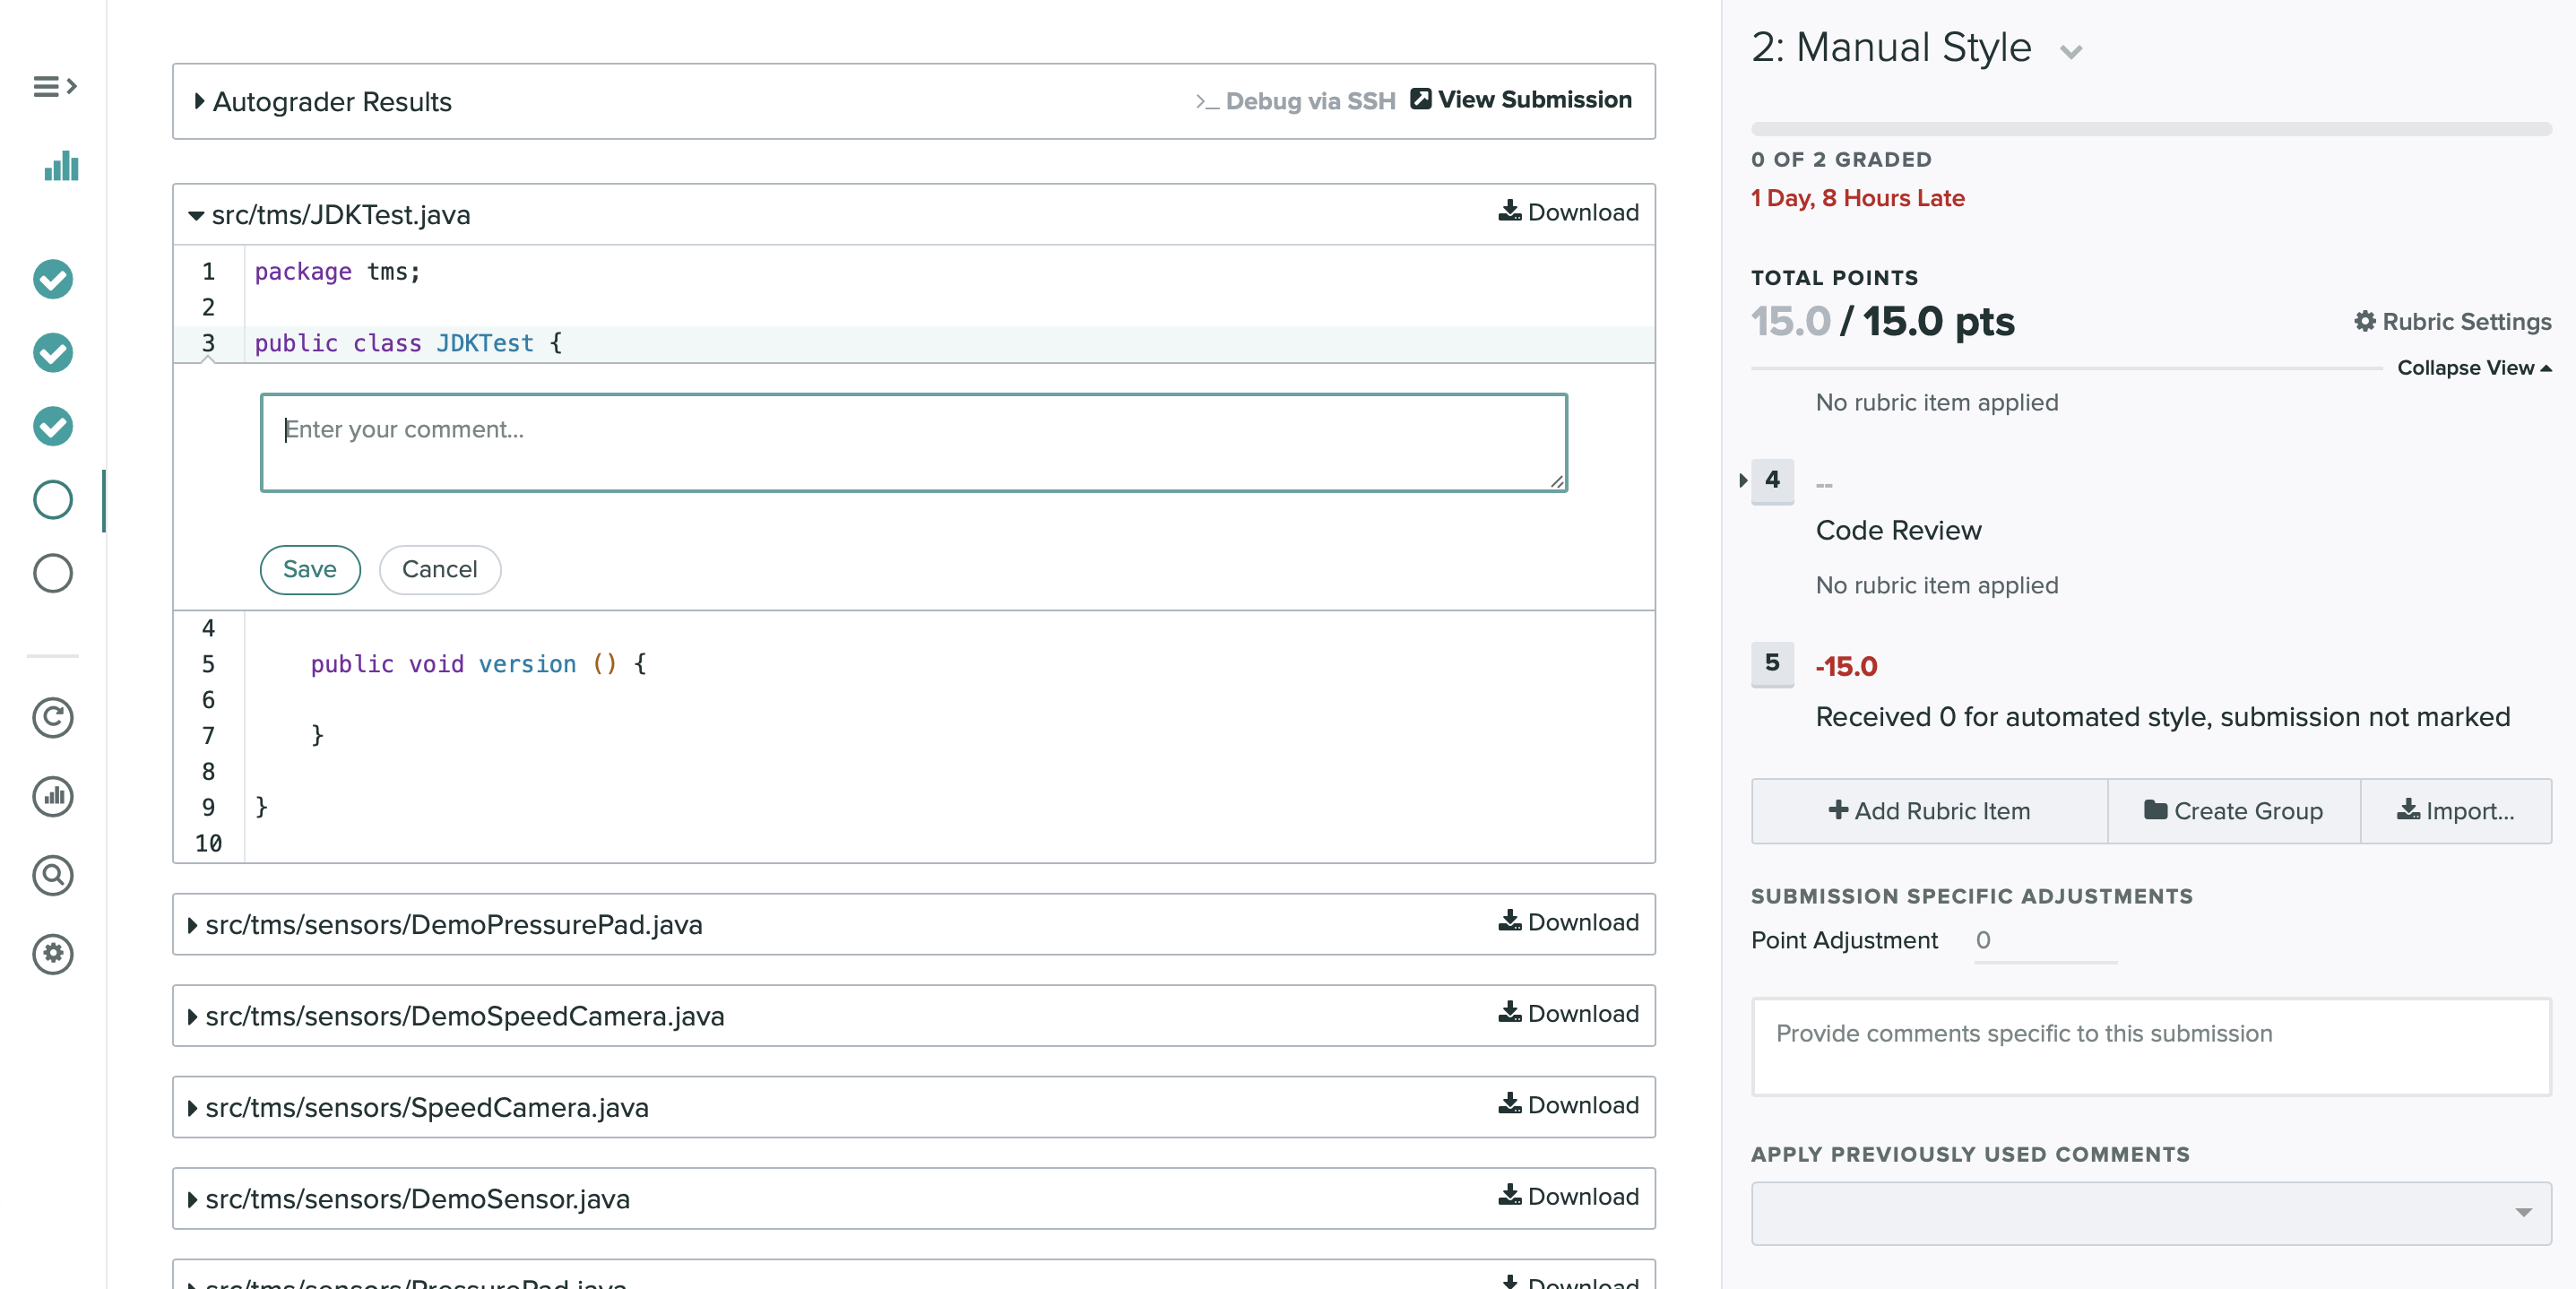 Autograder Results
>_ Debug via SSH View Submission
src/tms/JDKTest.java
Download
1 package tms;
2
3 public class JDKTest {
Enter your comment...
Save Cancel
4
5 public void version () {
6
7 }
8
9 }
10
src/tms/sensors/DemoPressurePad.java
Download
src/tms/sensors/DemoSpeedCamera.java
Download
src/tms/sensors/SpeedCamera.java
Download
src/tms/sensors/DemoSensor.java
Download
src/tms/sensors/PressurePad.java
Download
2: Manual Style
0 OF 2 GRADED
1 Day, 8 Hours Late
TOTAL POINTS
15.0 / 15.0 pts
Rubric Settings
Collapse View
No rubric item applied
4 --
Code Review
No rubric item applied
5 -15.0
Received 0 for automated style, submission not marked
Add Rubric Item Create Group Import...
SUBMISSION SPECIFIC ADJUSTMENTS
Point Adjustment 0
Provide comments specific to this submission
APPLY PREVIOUSLY USED COMMENTS